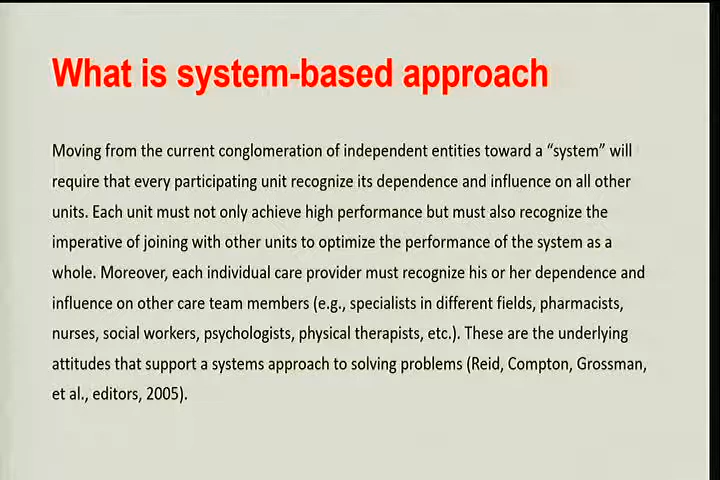 What is system-based approach
Moving from the current conglomeration of independent entities toward a “system” will
require that every participating unit recognize its dependence and influence on all other
units. Each unit must not only achieve high performance but must also recognize the
imperative of joining with other units to optimize the performance of the system as a
whole. Moreover, each individual care provider must recognize his or her dependence and
influence on other care team members (e.g., specialists in different fields, pharmacists,
nurses, social workers, psychologists, physical therapists, etc.). These are the underlying
attitudes that support a systems approach to solving problems (Reid, Compton, Grossman,
et al., editors, 2005).